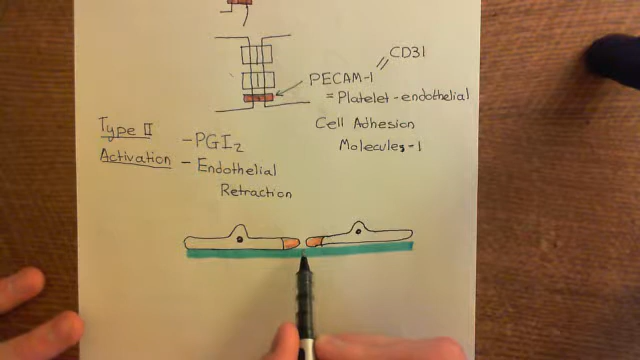 CD31
PECAM-1
= Platelet-endothelial
Cell Adhesion
Molecules-1
Type II
Activation
- PGI2
- Endothelial
Retraction